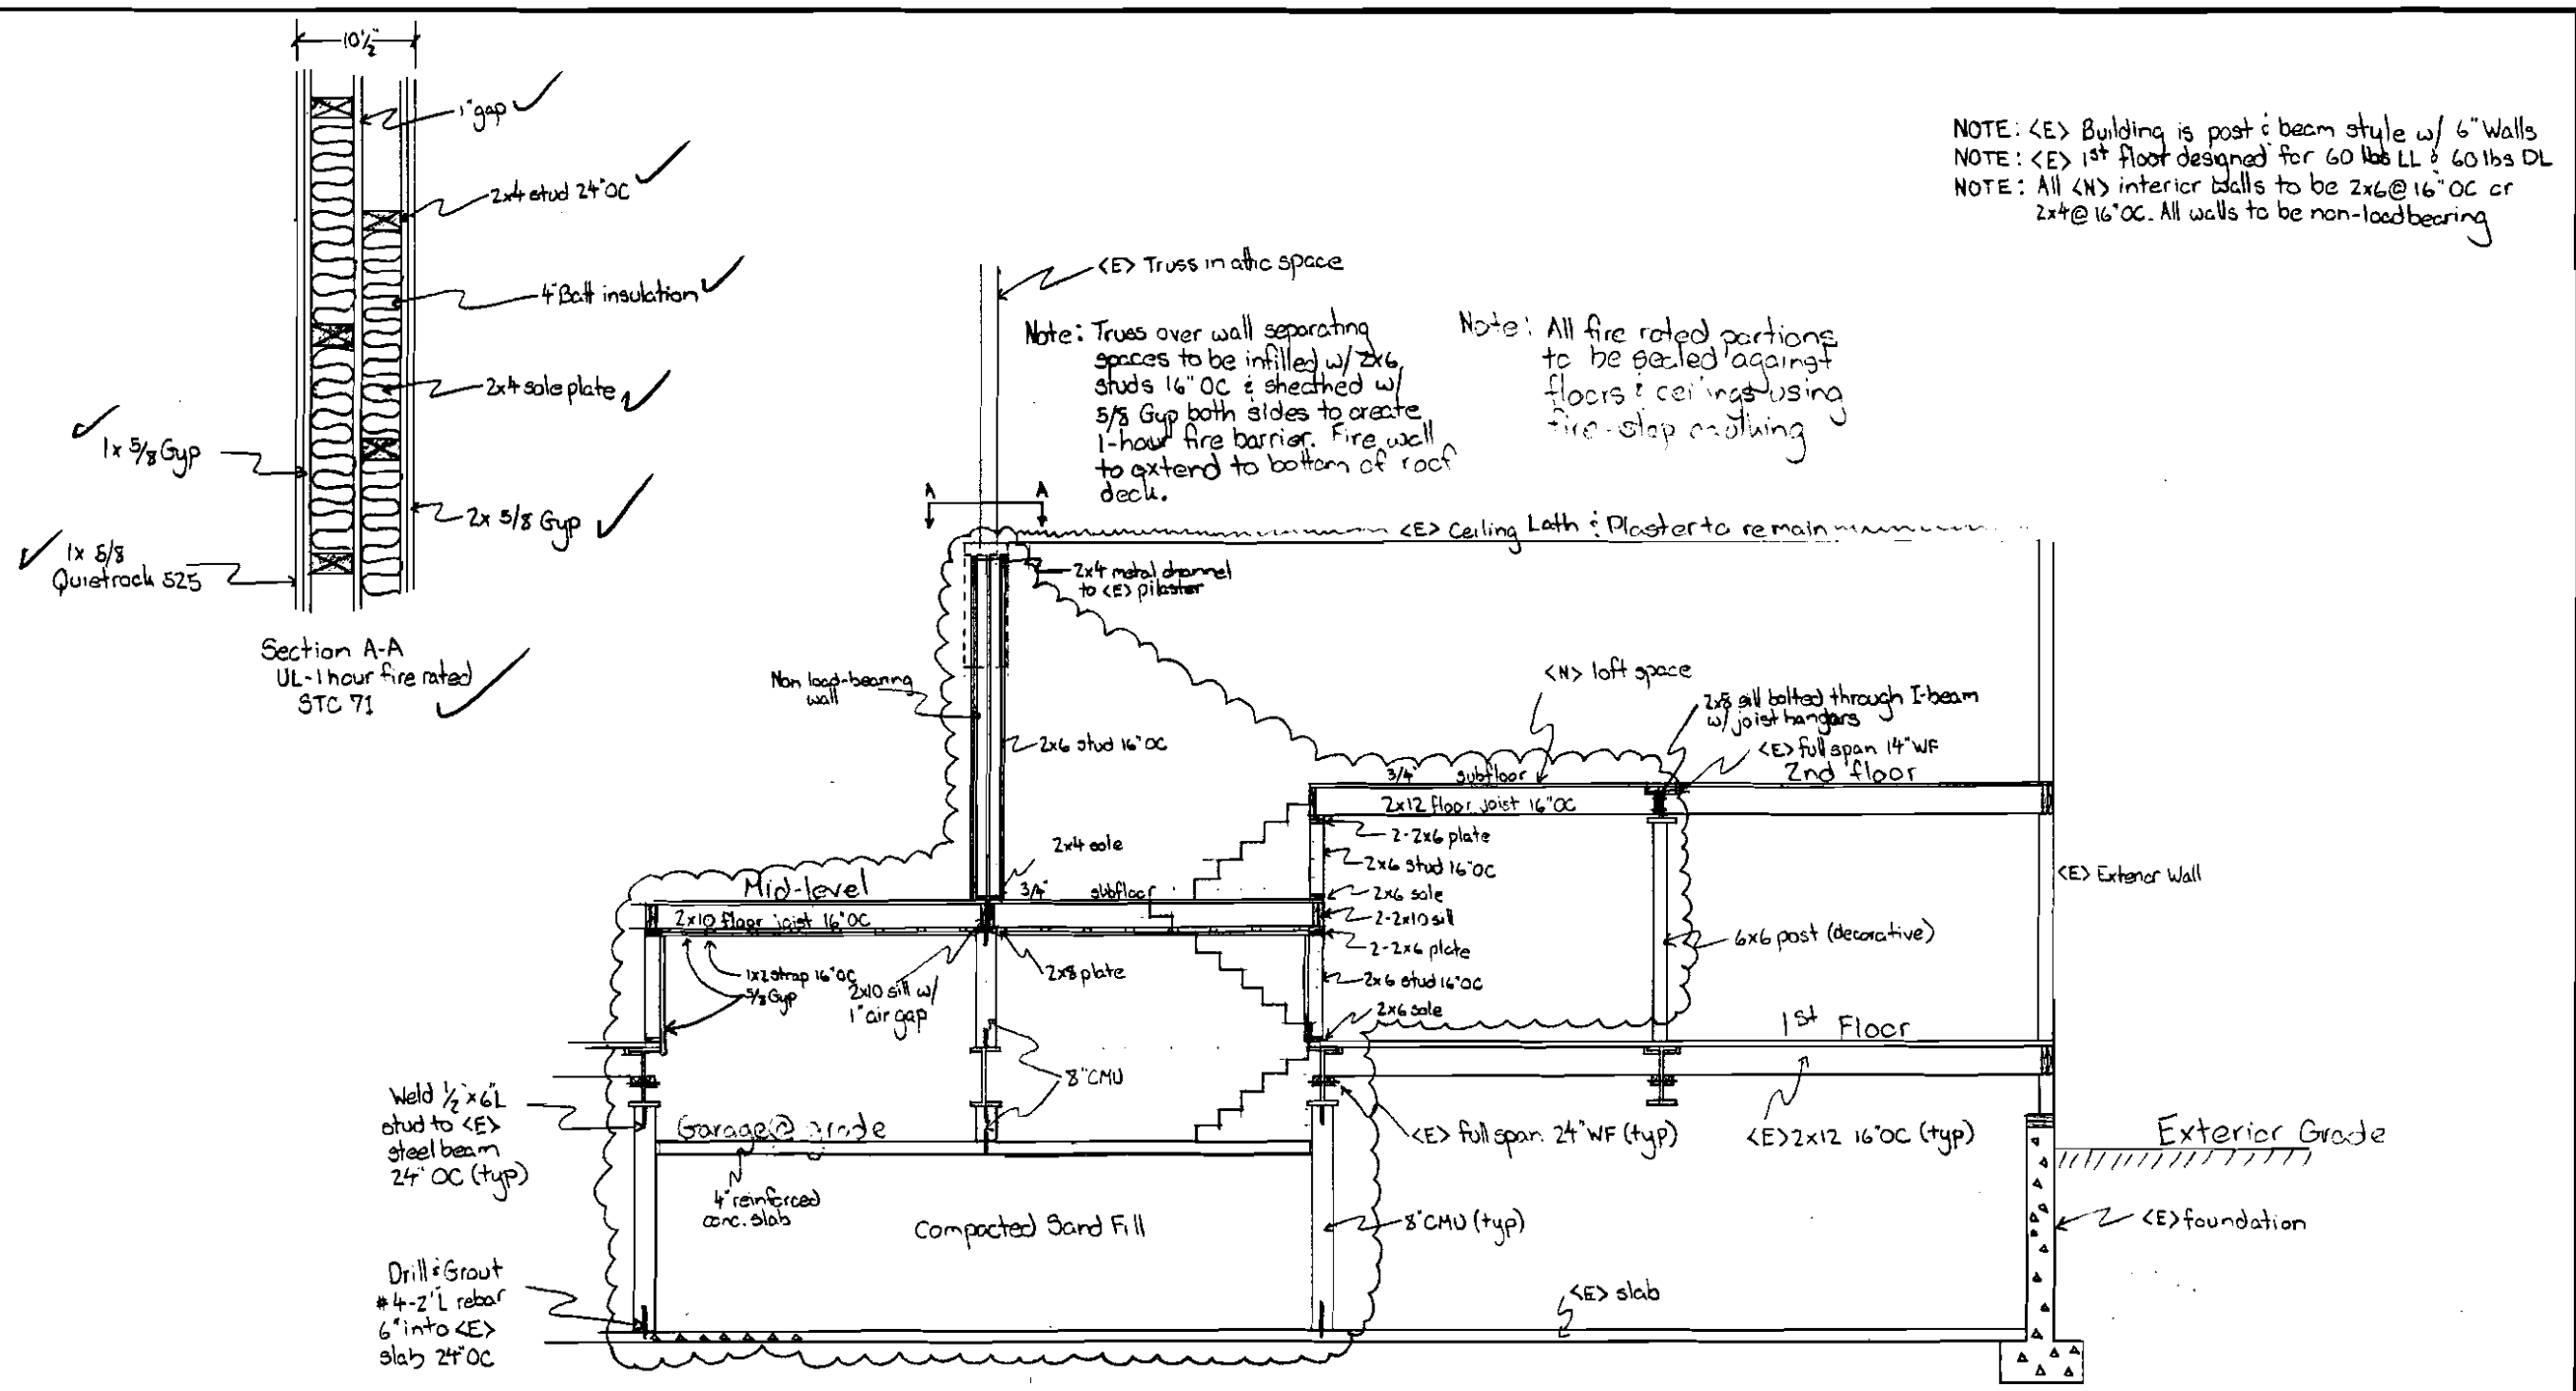 10½"
1" gap
2x4 stud 24" OC
4" Batt insulation
2x4 sole plate
1x 5/8 Gyp
2x 5/8 Gyp
1x 5/8
Quietrock 525
Section A-A
UL-1 hour fire rated
STC 71
NOTE: <E> Building is post & beam style w/ 6" Walls
NOTE: <E> 1st floor designed for 60 lbs LL & 60 lbs DL
NOTE: All <N> interior walls to be 2x6@16" OC or
2x4@16" OC. All walls to be non-loadbearing
<E> Truss in attic space
Note: Truss over wall separating
spaces to be infilled w/ 2x6
studs 16" OC & sheathed w/
5/8 Gyp both sides to create
1-hour fire barrier. Fire wall
to extend to bottom of roof
deck.
Note: All fire rated partions
to be sealed against
floors & ceilings using
fire-stop caulking
A A
<E> Ceiling Lath & Plaster to remain
2x4 metal channel
to <E> pilaster
Non load-bearing
wall
2x6 stud 16" OC
<N> loft space
2x8 sill bolted through I-beam
w/ joist hangars
<E> full span 14" WF
3/4" subfloor
2nd floor
2x12 floor joist 16" OC
2-2x6 plate
2x6 stud 16" OC
2x6 sole
2-2x10 sill
2-2x6 plate
2x6 stud 16" OC
2x6 sole
2x4 sole
Mid-level
3/4" subfloor
2x10 floor joist 16" OC
<E> Exterior Wall
6x6 post (decorative)
1x2 strap 16" OC
5/8 Gyp
2x10 sill w/
1" air gap
2x8 plate
1st Floor
8" CMU
Weld ½"x6"L
stud to <E>
steel beam
24" OC (typ)
Garage @ grade
<E> full span 24" WF (typ)
<E> 2x12 16" OC (typ)
Exterior Grade
4" reinforced
conc. slab
Compacted Sand Fill
8" CMU (typ)
<E> foundation
Drill & Grout
#4-2'L rebar
6" into <E>
slab 24" OC
<E> slab